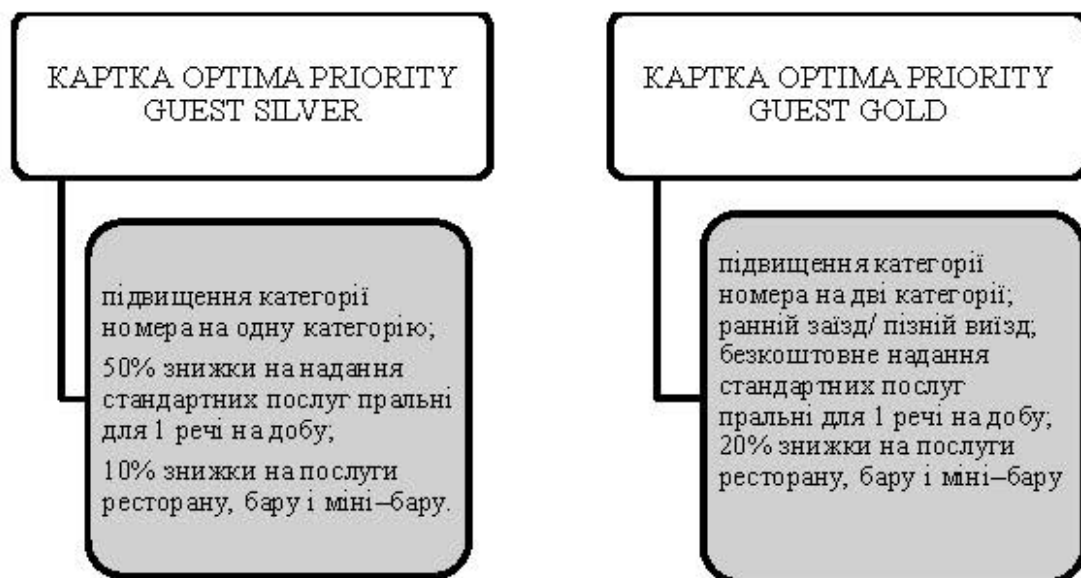 КАРТКА OPTIMA PRIORITY
GUEST SILVER
підвищення категорії
номера на одну категорію;
50% знижки на надання
стандартних послуг пральні
для 1 речі на добу;
10% знижки на послуги
ресторану, бару і міні–бару.
КАРТКА OPTIMA PRIORITY
GUEST GOLD
підвищення категорії
номера на дві категорії;
ранній заїзд/ пізній виїзд;
безкоштовне надання
стандартних послуг
пральні для 1 речі на добу;
20% знижки на послуги
ресторану, бару і міні–бару